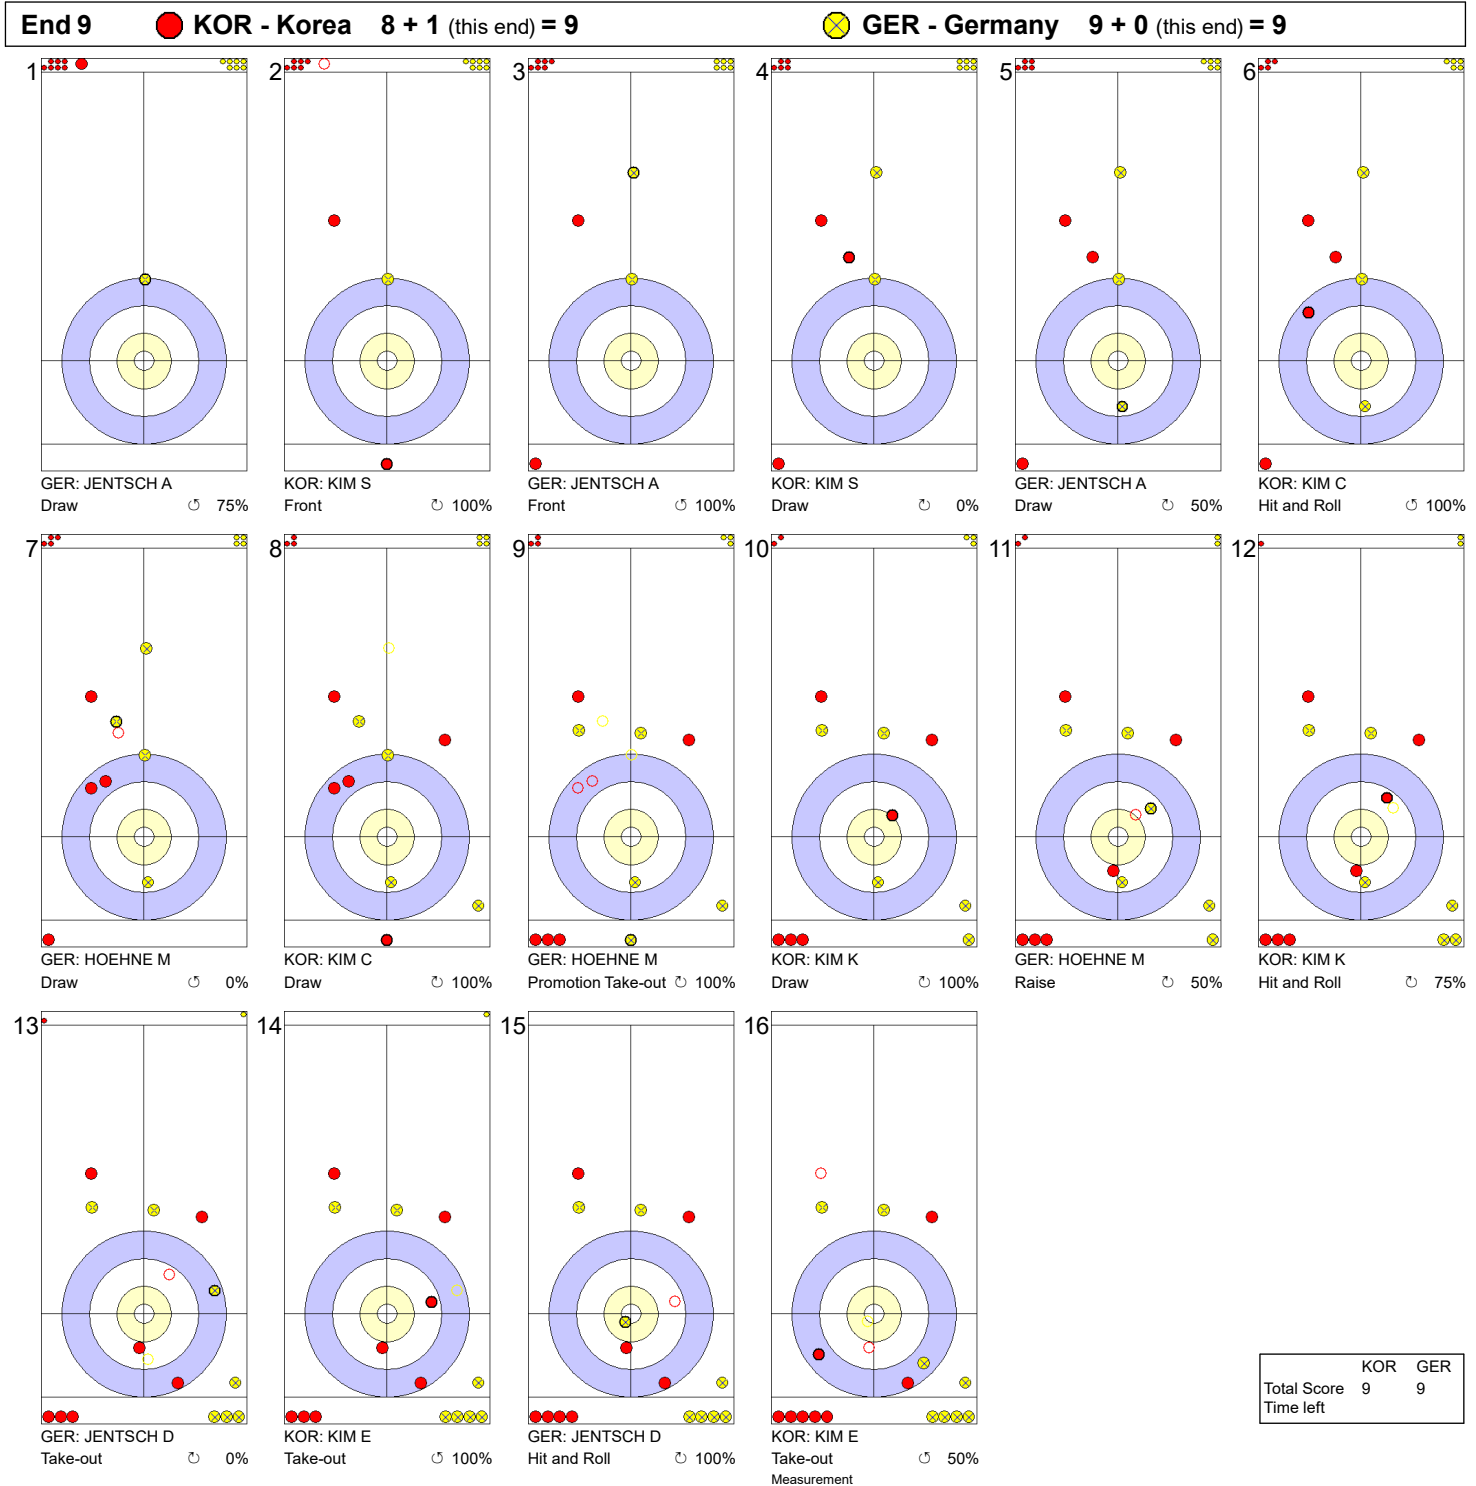 End 9 KOR - Korea 8 + 1 (this end) = 9 GER - Germany 9 + 0 (this end) = 9
1 2 3 4 5 6
GER: JENTSCH A KOR: KIM S GER: JENTSCH A KOR: KIM S GER: JENTSCH A KOR: KIM C
Draw ↺ 75% Front ↻ 100% Front ↺ 100% Draw ↻ 0% Draw ↻ 50% Hit and Roll ↻ 100%
7 8 9 10 11 12
GER: HOEHNE M KOR: KIM C GER: HOEHNE M KOR: KIM K GER: HOEHNE M KOR: KIM K
Draw ↺ 0% Draw ↻ 100% Promotion Take-out ↻ 100% Draw ↻ 100% Raise ↻ 50% Hit and Roll ↻ 75%
13 14 15 16
GER: JENTSCH D KOR: KIM E GER: JENTSCH D KOR: KIM E
Take-out ↻ 0% Take-out ↻ 100% Hit and Roll ↻ 100% Take-out ↺ 50%
Measurement
KOR GER
Total Score 9 9
Time left